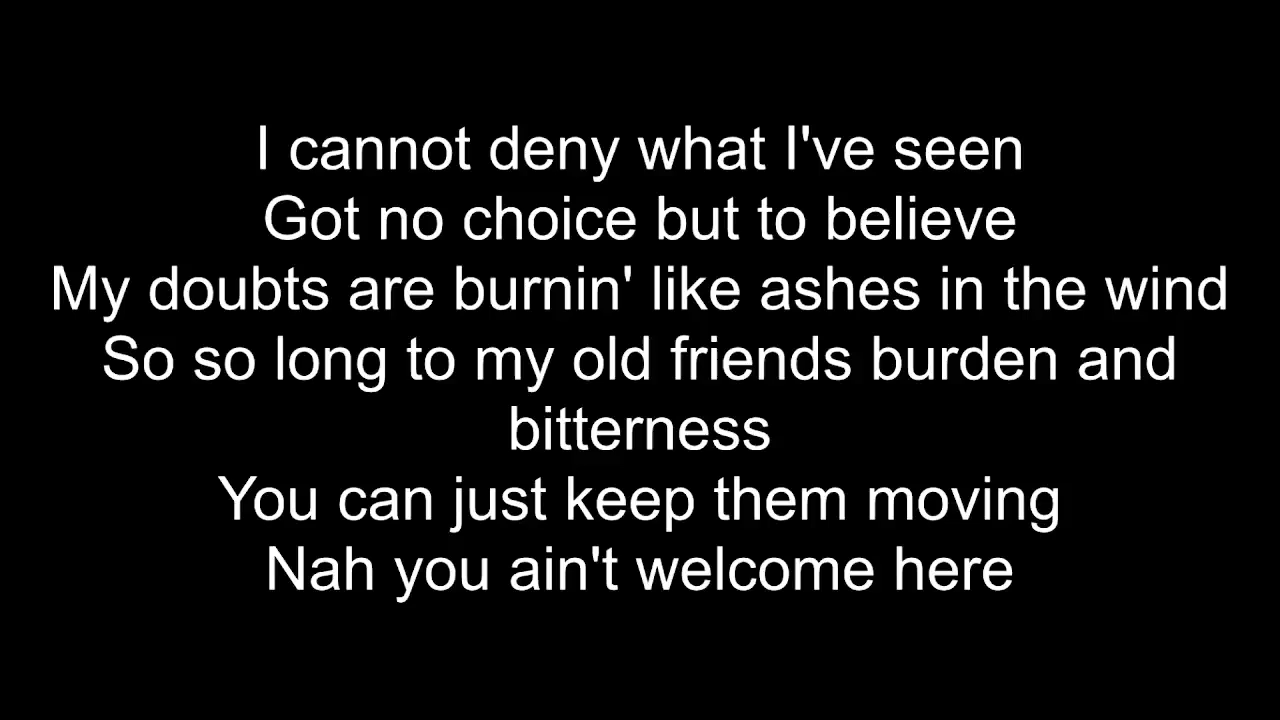 I cannot deny what I've seen
Got no choice but to believe
My doubts are burnin' like ashes in the wind
So so long to my old friends burden and
bitterness
You can just keep them moving
Nah you ain't welcome here